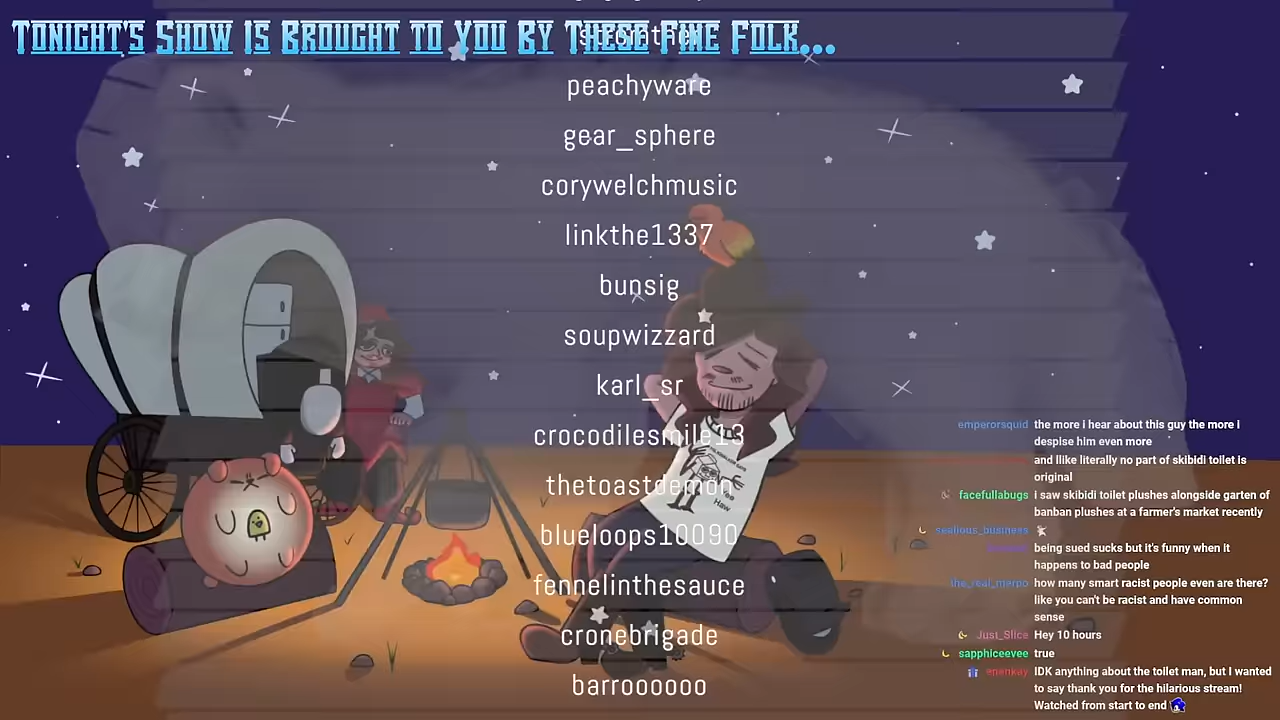 Tonight's Show Is Brought to You By These Fine Folk...
peachyware
gear_sphere
corywelchmusic
linkthe1337
bunsig
soupwizzard
karl_sr
crocodilesmile13
thetoastdemon
blueloops10090
fennelinthesauce
cronebrigade
barroooooo
emperorsquid the more i hear about this guy the more i
despise him even more
and like literally no part of skibidi toilet is
original
facefullabugs i saw skibidi toilet plushes alongside garten of
banban plushes at a farmer's market recently
sealious_business
being sued sucks but it's funny when it
happens to bad people
the_real_merpo how many smart racist people even are there?
like you can't be racist and have common
sense
Just_Slice Hey 10 hours
sapphiceevee true
enenkay IDK anything about the toilet man, but I wanted
to say thank you for the hilarious stream!
Watched from start to end